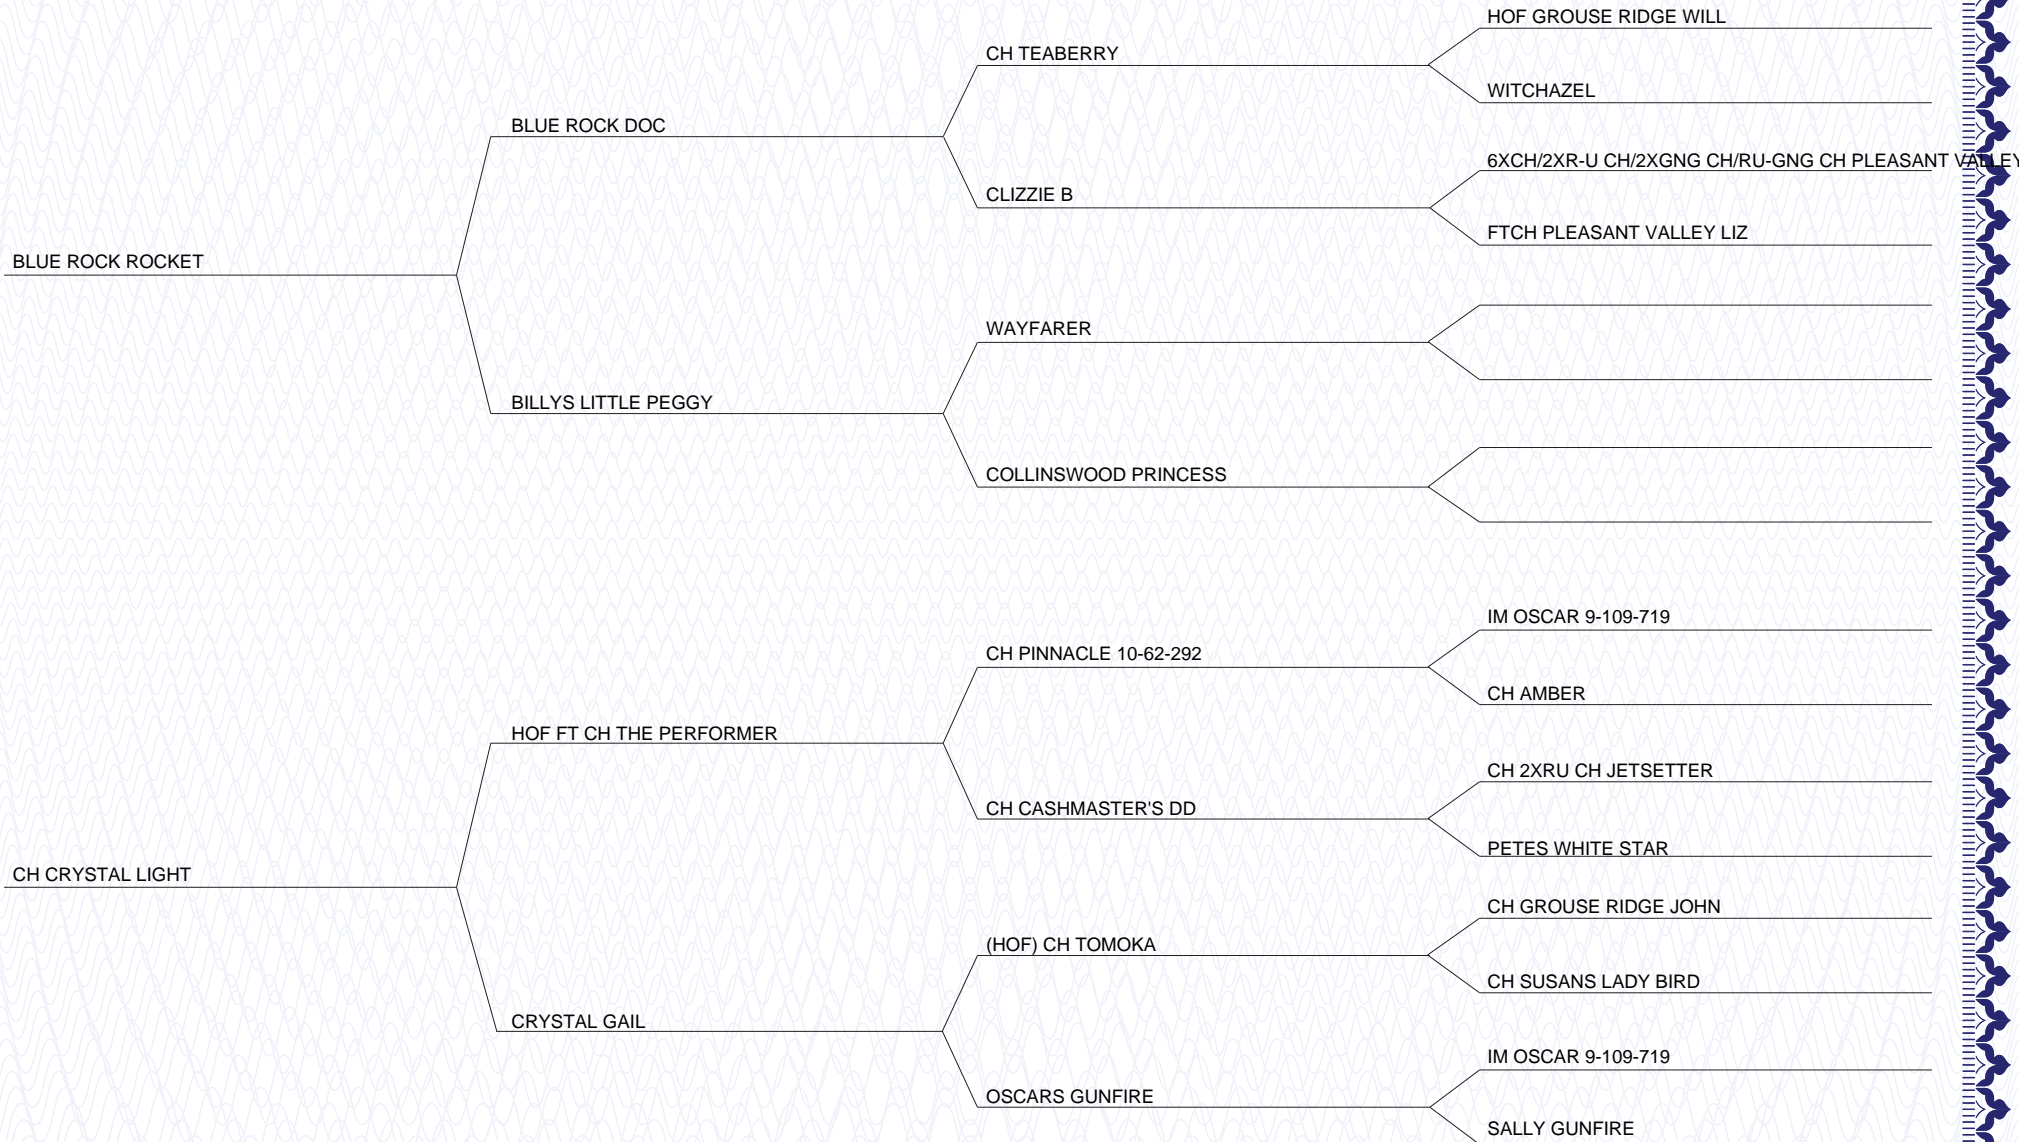 HOF GROUSE RIDGE WILL
CH TEABERRY
WITCHAZEL
BLUE ROCK DOC
6XCH/2XR-U CH/2XGNG CH/RU-GNG CH PLEASANT VALLEY
CLIZZIE B
FTCH PLEASANT VALLEY LIZ
BLUE ROCK ROCKET
WAYFARER
BILLYS LITTLE PEGGY
COLLINSWOOD PRINCESS
IM OSCAR 9-109-719
CH PINNACLE 10-62-292
CH AMBER
HOF FT CH THE PERFORMER
CH 2XRU CH JETSETTER
CH CASHMASTER'S DD
PETES WHITE STAR
CH CRYSTAL LIGHT
CH GROUSE RIDGE JOHN
(HOF) CH TOMOKA
CH SUSANS LADY BIRD
CRYSTAL GAIL
IM OSCAR 9-109-719
OSCARS GUNFIRE
SALLY GUNFIRE